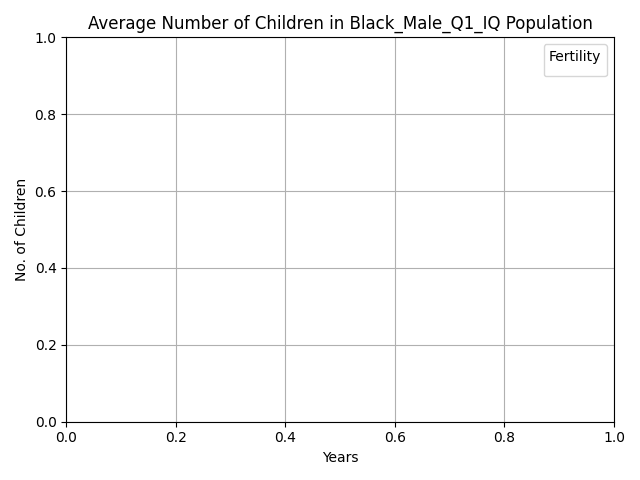 Average Number of Children in Black_Male_Q1_IQ Population
Fertility
No. of Children
1.0
0.8
0.6
0.4
0.2
0.0
0.0 0.2 0.4 0.6 0.8 1.0
Years